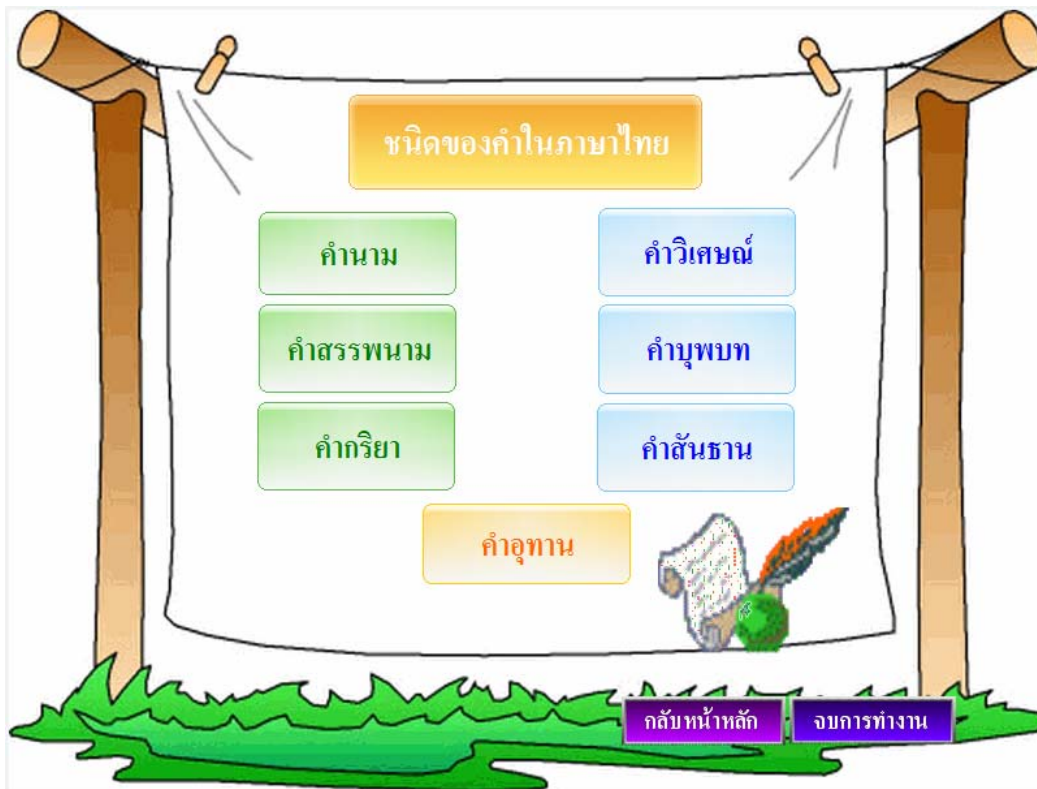 ชนิดของคำในภาษาไทย
คำนาม
คำสรรพนาม
คำกริยา
คำวิเศษณ์
คำบุพบท
คำสันธาน
คำอุทาน
กลับหน้าหลัก
จบการทำงาน